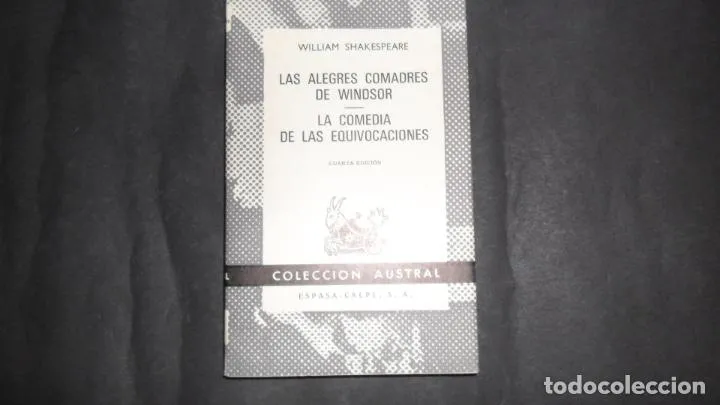 WILLIAM SHAKESPEARE
LAS ALEGRES COMADRES
DE WINDSOR
LA COMEDIA
DE LAS EQUIVOCACIONES
CUARTA EDICIÓN
L COLECCION AUSTRAL
ESPASA-CALPE, S. A.
todocoleccion